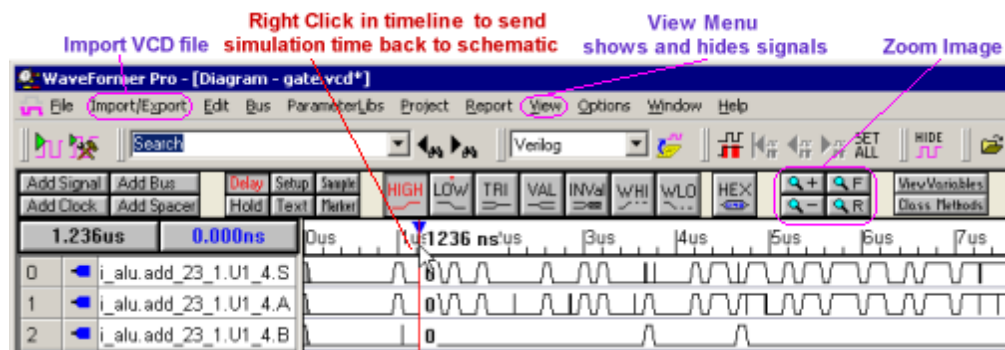 Right Click in timeline to send
simulation time back to schematic
Import VCD file
View Menu
shows and hides signals
Zoom Image
WaveFormer Pro - [Diagram - gate.vcd*]
File Import/Export Edit Bus ParameterLibs Project Report View Options Window Help
Search Verilog SET ALL HIDE
Add Signal Add Bus Delay Setup Sample HIGH LOW TRI VAL INVal WHI WLO HEX + F View Variables
Add Clock Add Spacer Hold Text Marker - R Class Methods
1.236us 0.000ns 0us 1us 1236 ns us 3us 4us 5us 6us 7us
0 i_alu.add_23_1.U1_4.S 0
1 i_alu.add_23_1.U1_4.A 0
2 i_alu.add_23_1.U1_4.B 0